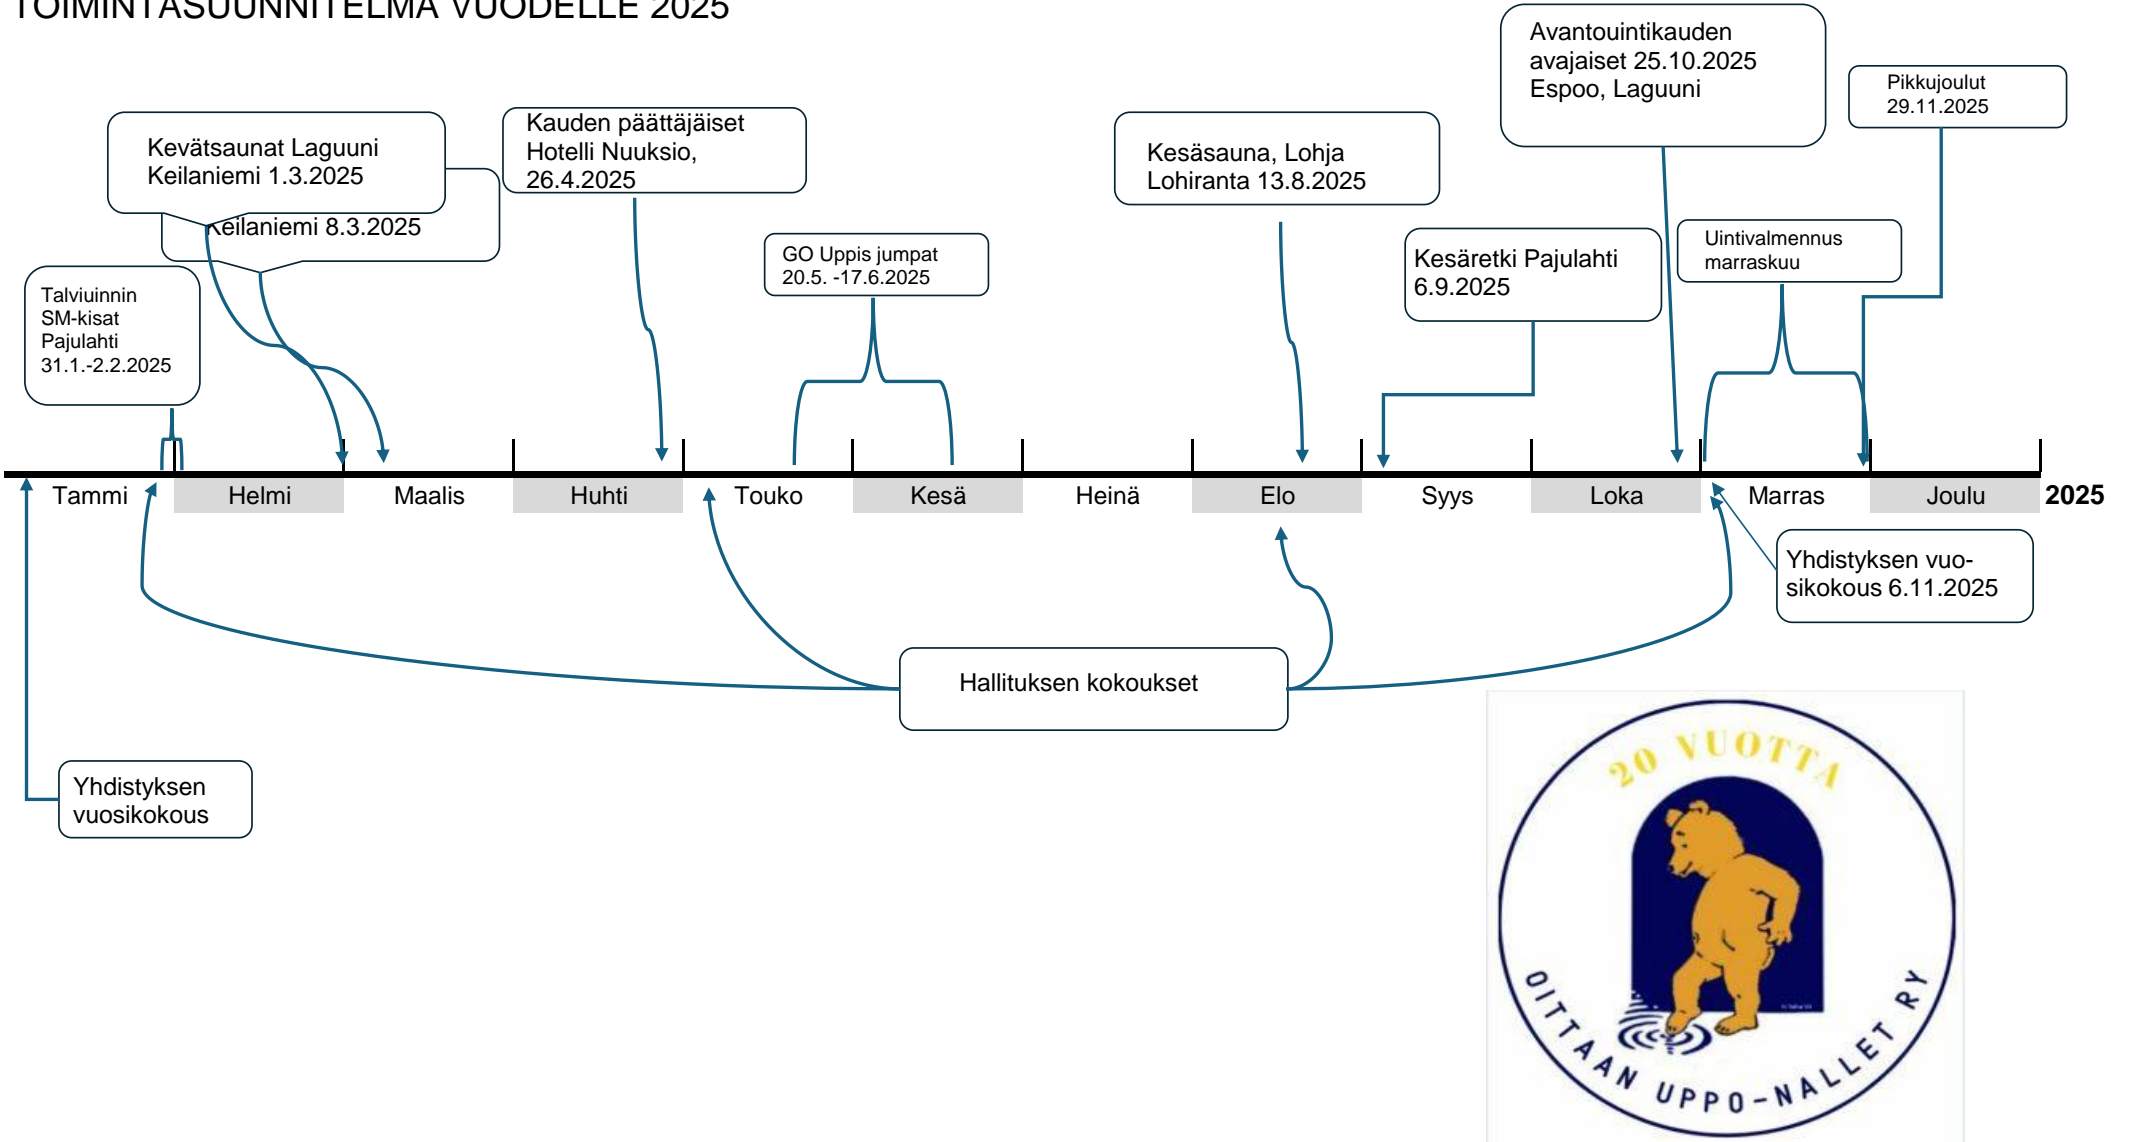 TOIMINTASUUNNITELMA VUODELLE 2025
Avantouintikauden
avajaiset 25.10.2025
Espoo, Laguuni
Pikkujoulut
29.11.2025
Kevätsaunat Laguuni
Keilaniemi 1.3.2025
Keilaniemi 8.3.2025
Kauden päättäjäiset
Hotelli Nuuksio,
26.4.2025
Kesäsauna, Lohja
Lohiranta 13.8.2025
GO Uppis jumpat
20.5. -17.6.2025
Kesäretki Pajulahti
6.9.2025
Uintivalmennus
marraskuu
Talviuinnin
SM-kisat
Pajulahti
31.1.-2.2.2025
Tammi Helmi Maalis Huhti Touko Kesä Heinä Elo Syys Loka Marras Joulu 2025
Yhdistyksen vuo-
sikokous 6.11.2025
Hallituksen kokoukset
Yhdistyksen
vuosikokous
20 VUOTTA
OITTAAN UPPO-NALLET RY